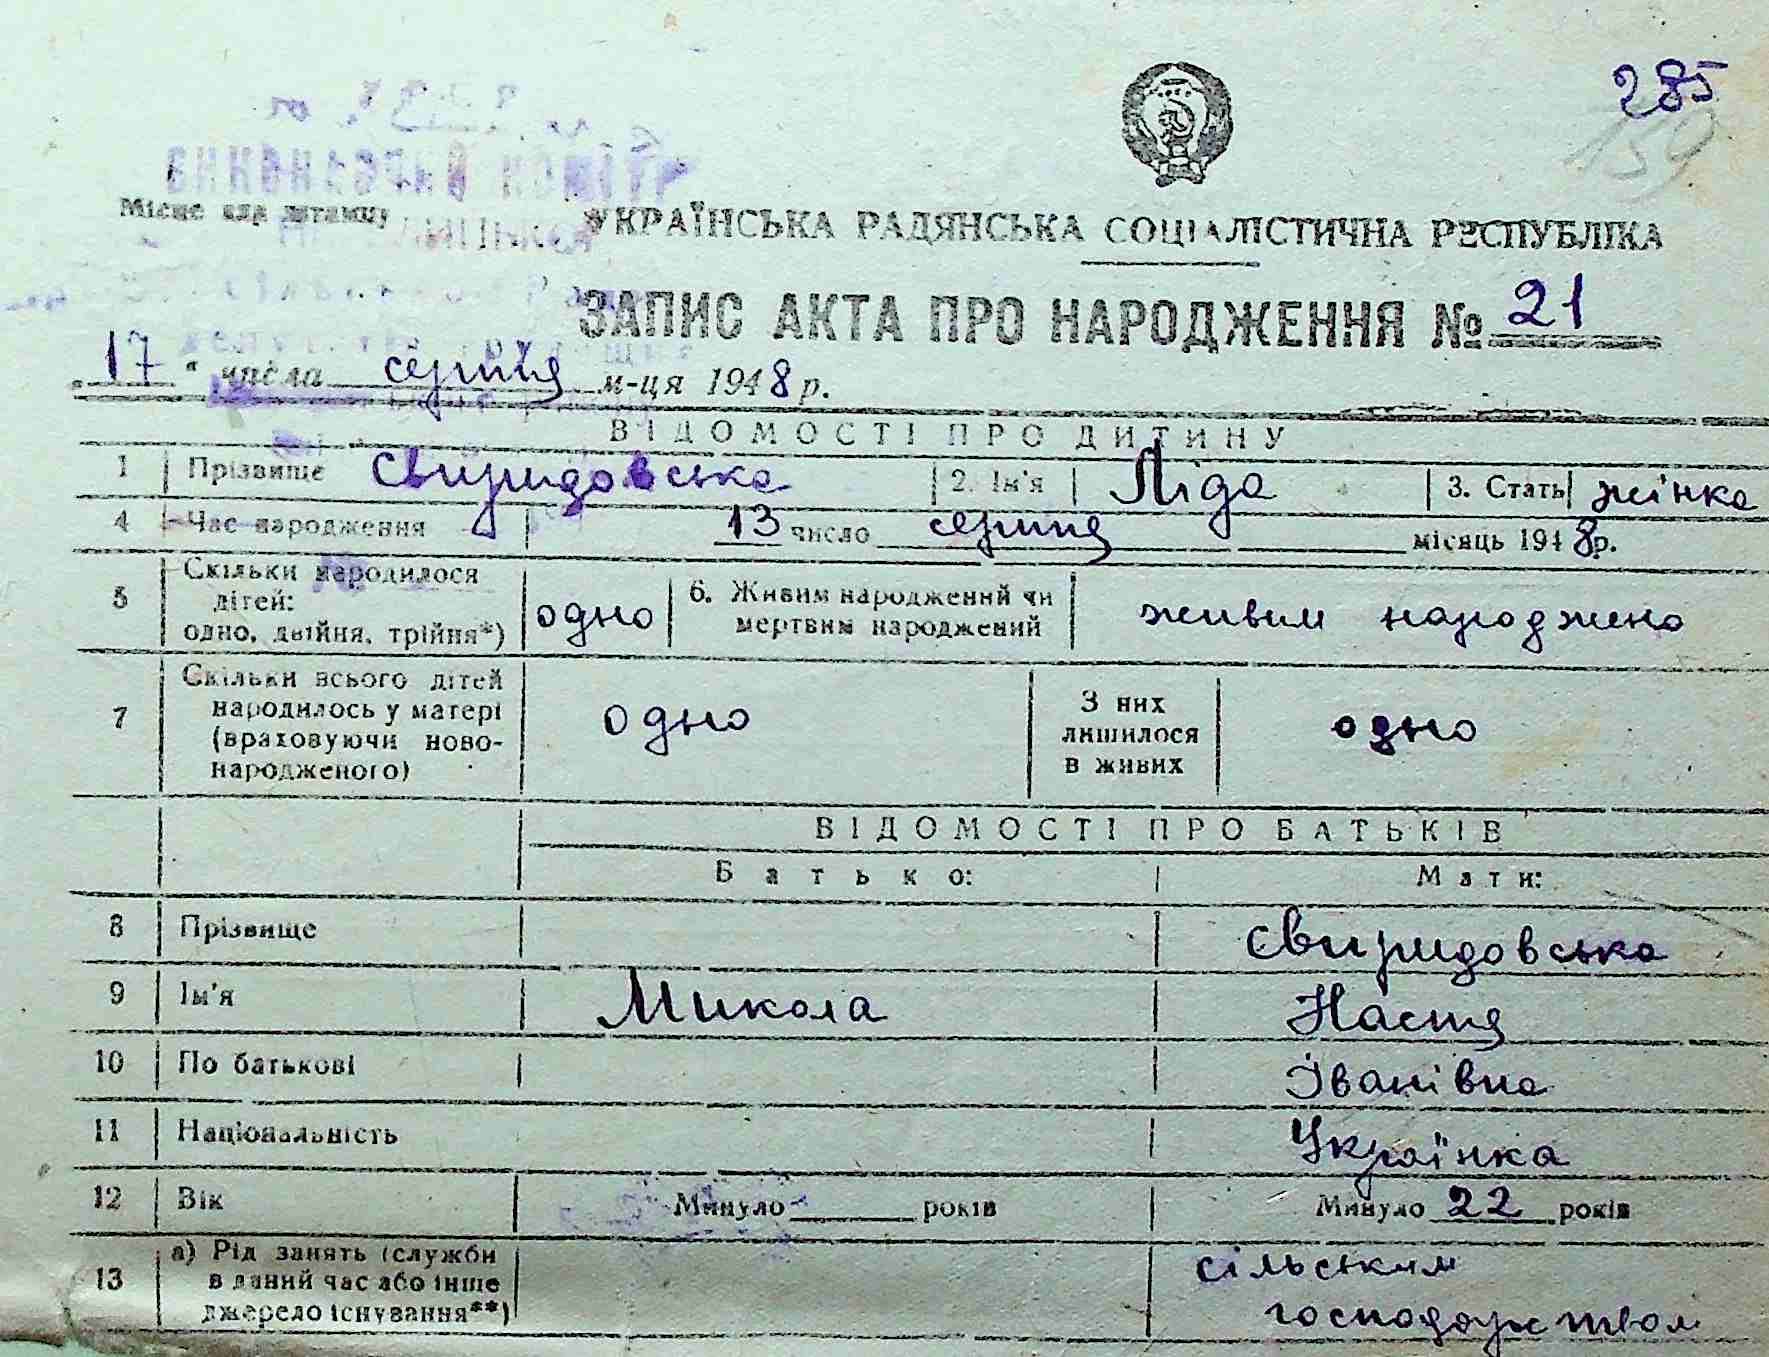 285
159
ВИКОНАВЧИЙ КОМІТЕТ
Місце для штампу
УКРАЇНСЬКА РАДЯНСЬКА СОЦІАЛІСТИЧНА РЕСПУБЛІКА
ЗАПИС АКТА ПРО НАРОДЖЕННЯ № 21
„17“ числа серпня м-ця 1948 р.
ВІДОМОСТІ ПРО ДИТИНУ
1 Прізвище Свиридовська 2. Ім'я Ліда 3. Стать жінка
4 Час народження 13 число серпня місяць 1948 р.
5 Скільки народилося дітей: одно, двійня, трійня*) одно 6. Живим народжений чи мертвим народжений живим народжена
7 Скільки всього дітей народилось у матері (враховуючи ново-народженого) одно З них лишилося в живих одно
ВІДОМОСТІ ПРО БАТЬКІВ
Батько: Мати:
8 Прізвище Свиридовська
9 Ім'я Микола Настя
10 По батькові Іванівна
11 Національність Українка
12 Вік Минуло років Минуло 22 років
13 а) Рід занять (служби в даний час або інше джерело існування**) сільським господарством